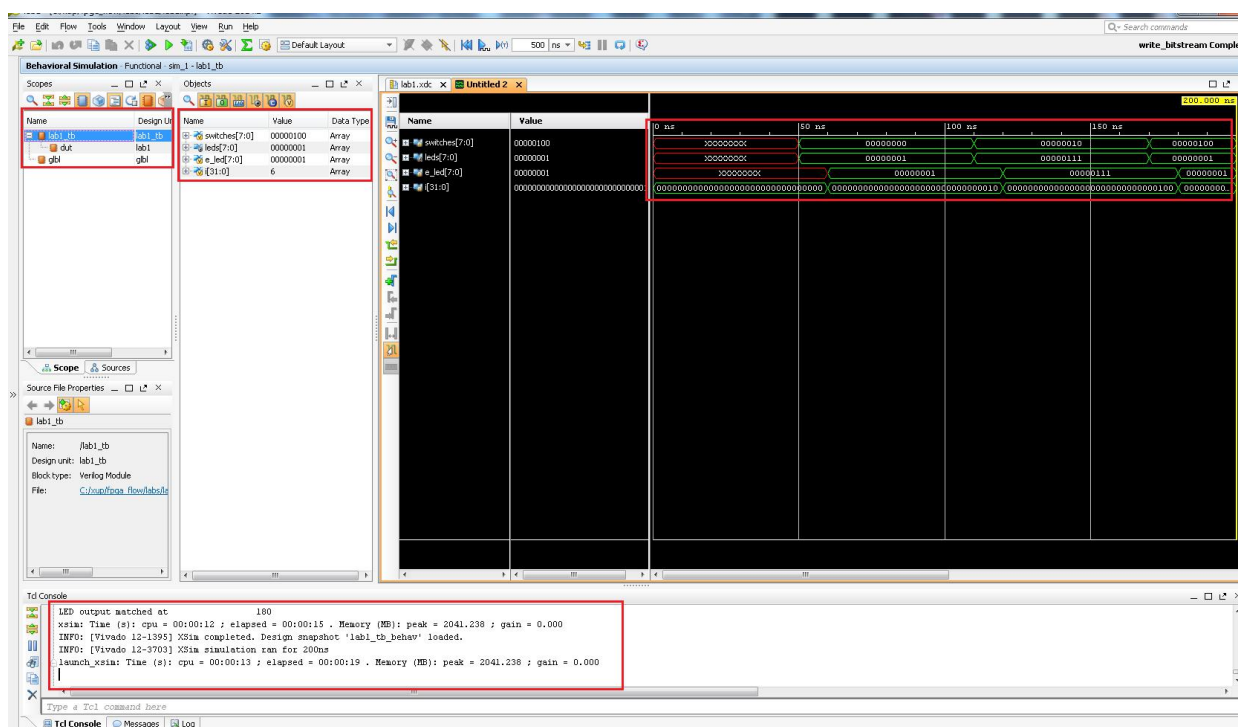 File Edit Flow Tools Window Layout View Run Help
Q- Search commands
Default Layout
500 ns
write_bitstream Comple
Behavioral Simulation - Functional - sim_1 - lab1_tb
Scopes
Name Design Un
lab1_tb lab1_tb
dut lab1
glbl glbl
Scope Sources
Source File Properties
lab1_tb
Name: /lab1_tb
Design unit: lab1_tb
Block type: Verilog Module
File: C:/xup/fpga_flow/labs/la
Objects
Name Value Data Type
switches[7:0] 00000100 Array
leds[7:0] 00000001 Array
e_led[7:0] 00000001 Array
i[31:0] 6 Array
lab1.xdc Untitled 2
200.000 ns
Name Value
0 ns 50 ns 100 ns 150 ns
switches[7:0] 00000100 XXXXXXXX 00000000 00000010 00000100
leds[7:0] 00000001 XXXXXXXX 00000001 00000111 00000001
e_led[7:0] 00000001 XXXXXXXX 00000001 00000111 00000001
i[31:0]
Tcl Console
LED output matched at 180
xsim: Time (s): cpu = 00:00:12 ; elapsed = 00:00:15 . Memory (MB): peak = 2041.238 ; gain = 0.000
INFO: [Vivado 12-1395] XSim completed. Design snapshot 'lab1_tb_behav' loaded.
INFO: [Vivado 12-3703] XSim simulation ran for 200ns
launch_xsim: Time (s): cpu = 00:00:13 ; elapsed = 00:00:19 . Memory (MB): peak = 2041.238 ; gain = 0.000
Type a Tcl command here
Tcl Console Messages Log